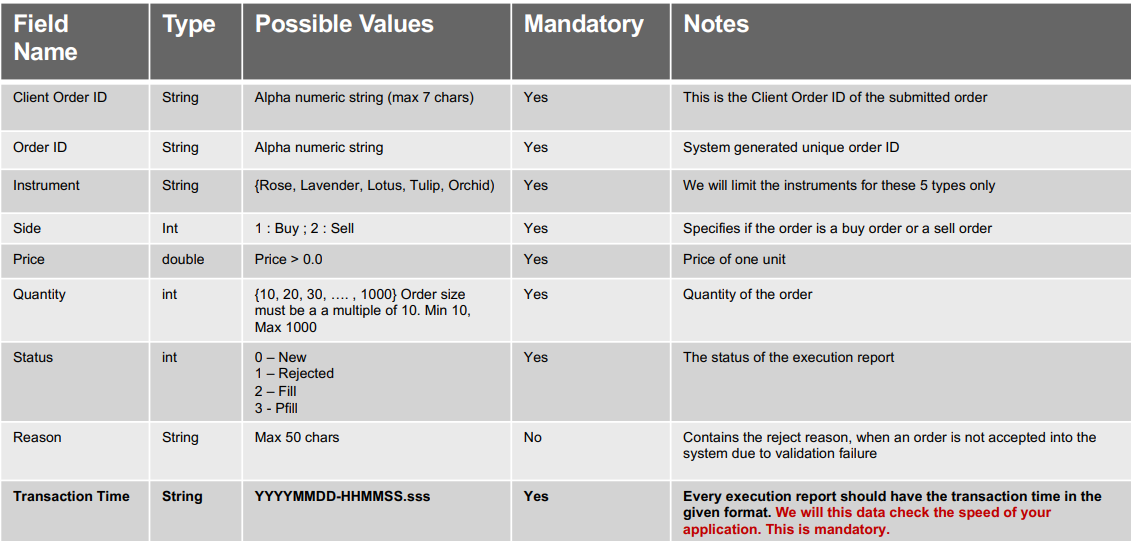 Field Name Type Possible Values Mandatory Notes
Client Order ID String Alpha numeric string (max 7 chars) Yes This is the Client Order ID of the submitted order
Order ID String Alpha numeric string Yes System generated unique order ID
Instrument String {Rose, Lavender, Lotus, Tulip, Orchid) Yes We will limit the instruments for these 5 types only
Side Int 1 : Buy ; 2 : Sell Yes Specifies if the order is a buy order or a sell order
Price double Price > 0.0 Yes Price of one unit
Quantity int {10, 20, 30, …. , 1000} Order size Yes Quantity of the order
must be a a multiple of 10. Min 10,
Max 1000
Status int 0 – New Yes The status of the execution report
1 – Rejected
2 – Fill
3 - Pfill
Reason String Max 50 chars No Contains the reject reason, when an order is not accepted into the
system due to validation failure
Transaction Time String YYYYMMDD-HHMMSS.sss Yes Every execution report should have the transaction time in the
given format. We will this data check the speed of your
application. This is mandatory.